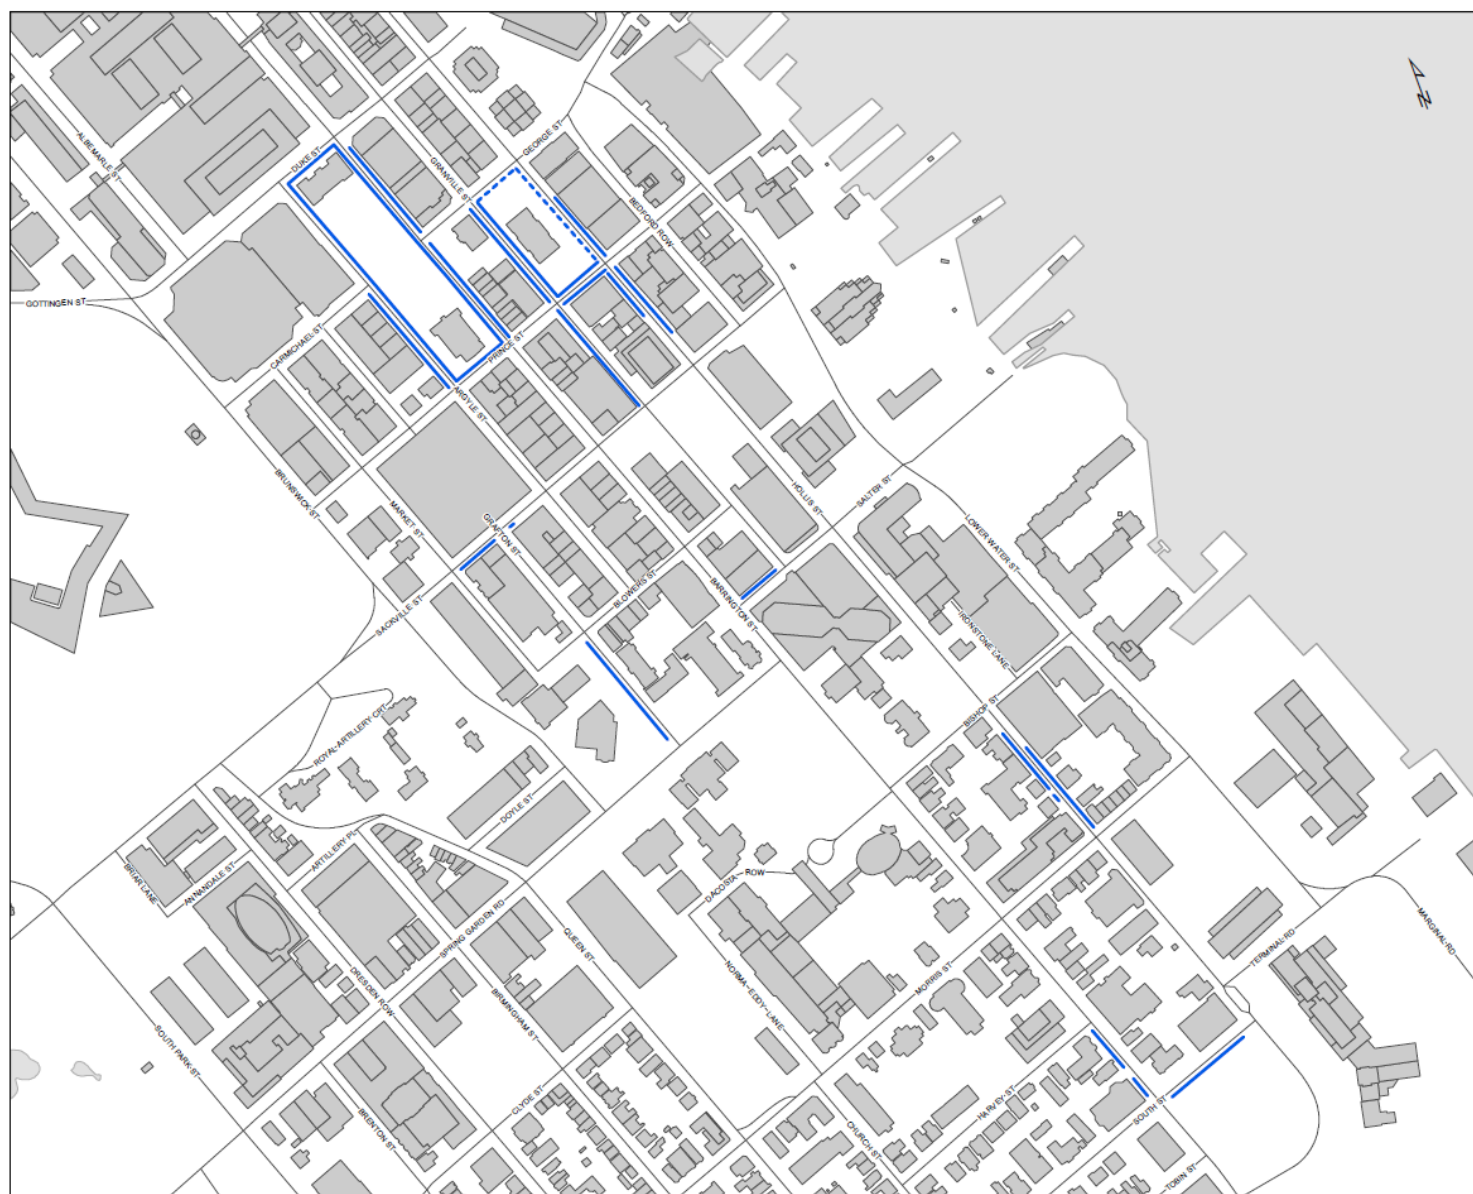 N
ALBEMARLE ST
DUKE ST
GEORGE ST
GRANVILLE ST
BEDFORD ROW
GOTTINGEN ST
CARMICHAEL ST
PRINCE ST
ARGYLE ST
BRUNSWICK ST
MARKET ST
GRAFTON ST
HOLLIS ST
SALTER ST
LOWER WATER ST
SACKVILLE ST
BLOWERS ST
BARRINGTON ST
IRONSTONE LANE
BISHOP ST
ROYAL ARTILLERY CRT
DOYLE ST
ARTILLERY PL
BRIAR LANE
ANNANDALE ST
DACOSTA ROW
SPRING GARDEN RD
QUEEN ST
DRESDEN ROW
BIRMINGHAM ST
NORMA EDDY LANE
MORRIS ST
TERMINAL RD
MARGINAL RD
SOUTH PARK ST
CLYDE ST
BRENTON ST
CHURCH ST
HARVEY ST
SOUTH ST
TOBIN ST